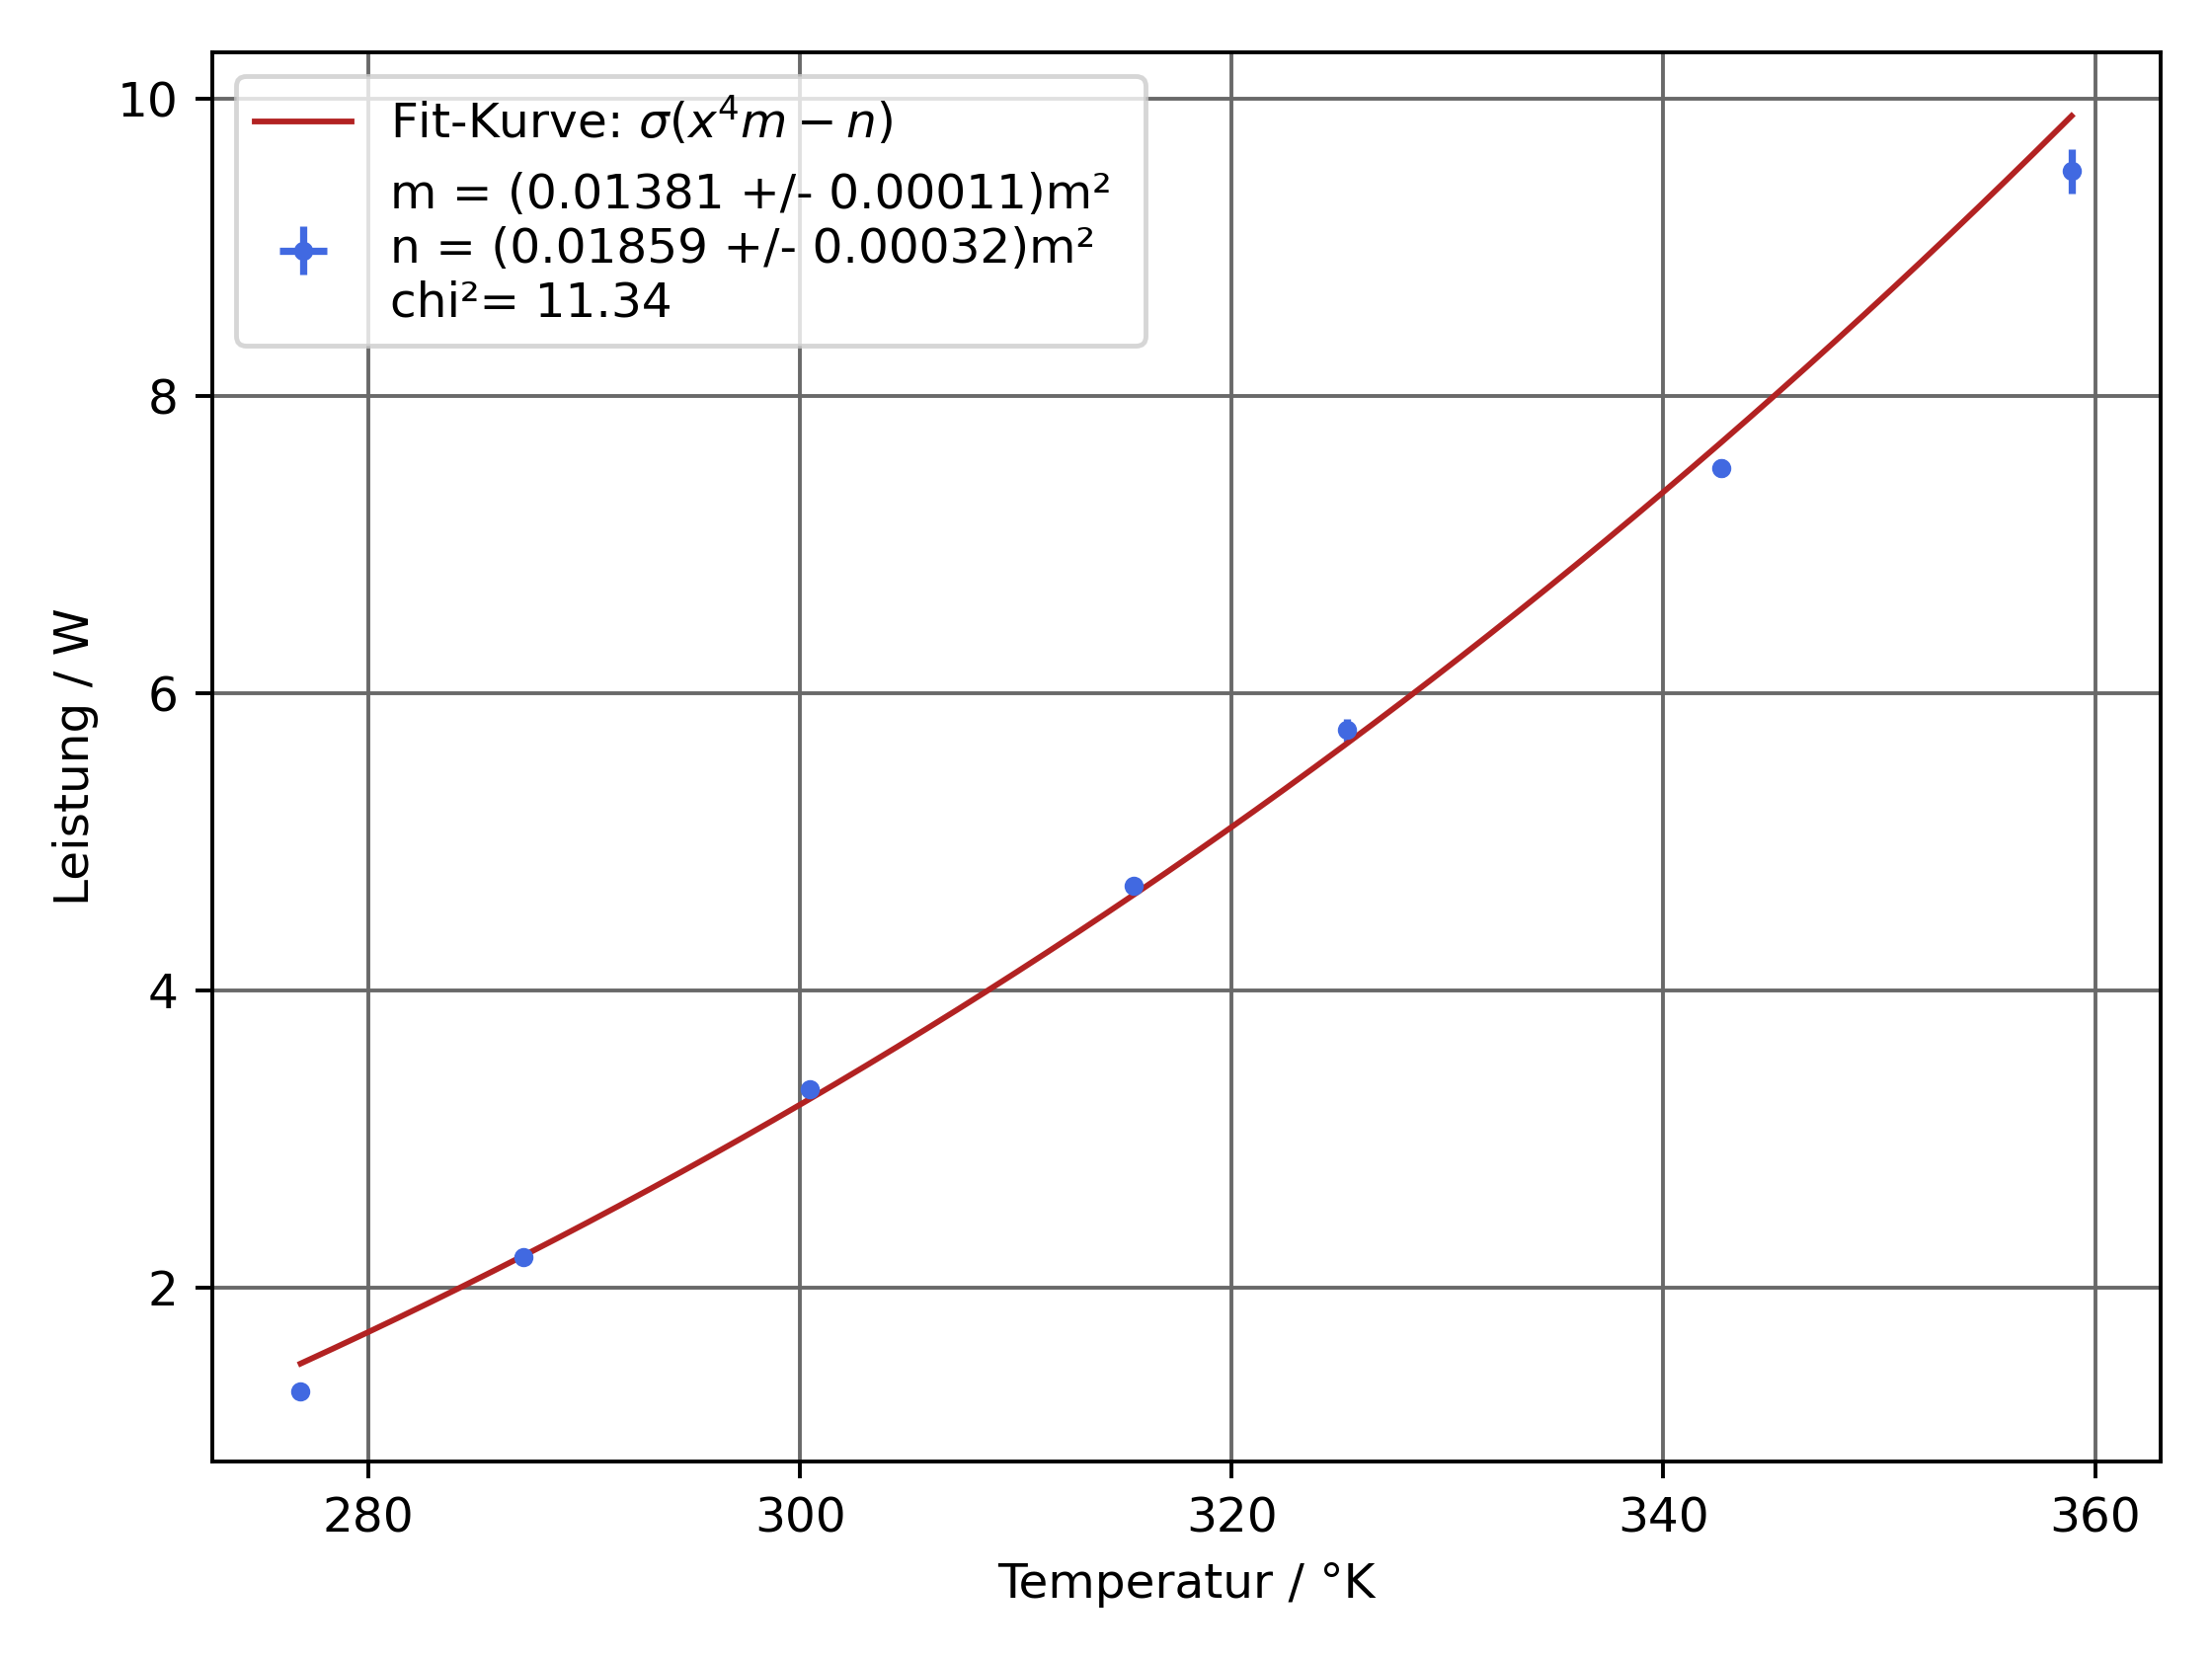 Fit-Kurve: σ(x⁴m − n)
m = (0.01381 +/- 0.00011)m²
n = (0.01859 +/- 0.00032)m²
chi²= 11.34
10
8
6
4
2
Leistung / W
280 300 320 340 360
Temperatur / °K